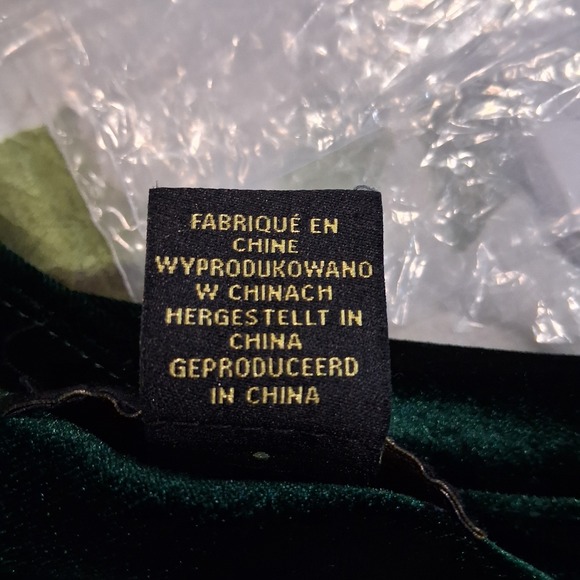 FABRIQUÉ EN
CHINE
WYPRODUKOWANO
W CHINACH
HERGESTELLT IN
CHINA
GEPRODUCEERD
IN CHINA